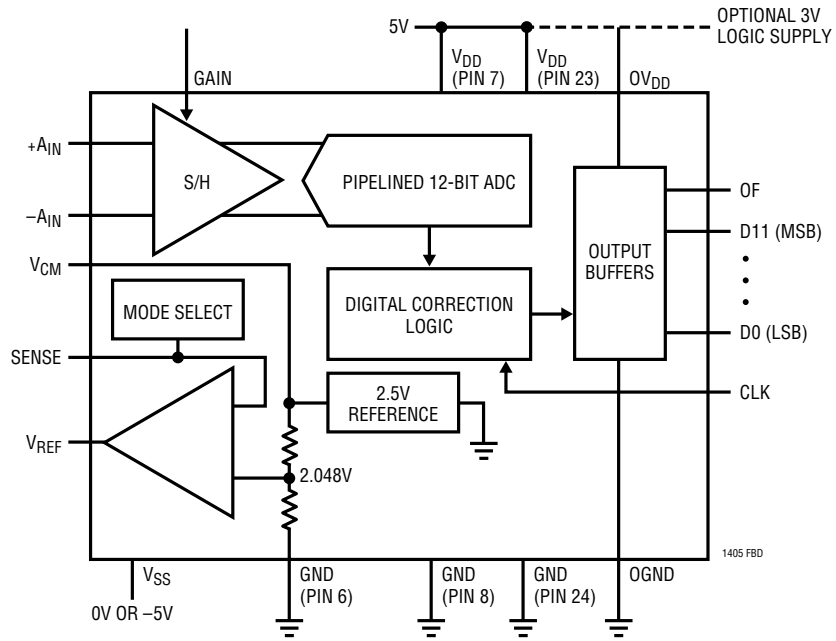 OPTIONAL 3V
LOGIC SUPPLY
5V
GAIN
VDD
(PIN 7)
VDD
(PIN 23)
OVDD
+AIN
–AIN
S/H
PIPELINED 12-BIT ADC
OUTPUT
BUFFERS
OF
D11 (MSB)
D0 (LSB)
CLK
VCM
MODE SELECT
DIGITAL CORRECTION
LOGIC
SENSE
2.5V
REFERENCE
VREF
2.048V
1405 FBD
VSS
0V OR –5V
GND
(PIN 6)
GND
(PIN 8)
GND
(PIN 24)
OGND